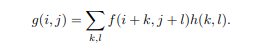 g(i, j) = ∑_{k,l} f(i + k, j + l)h(k, l).